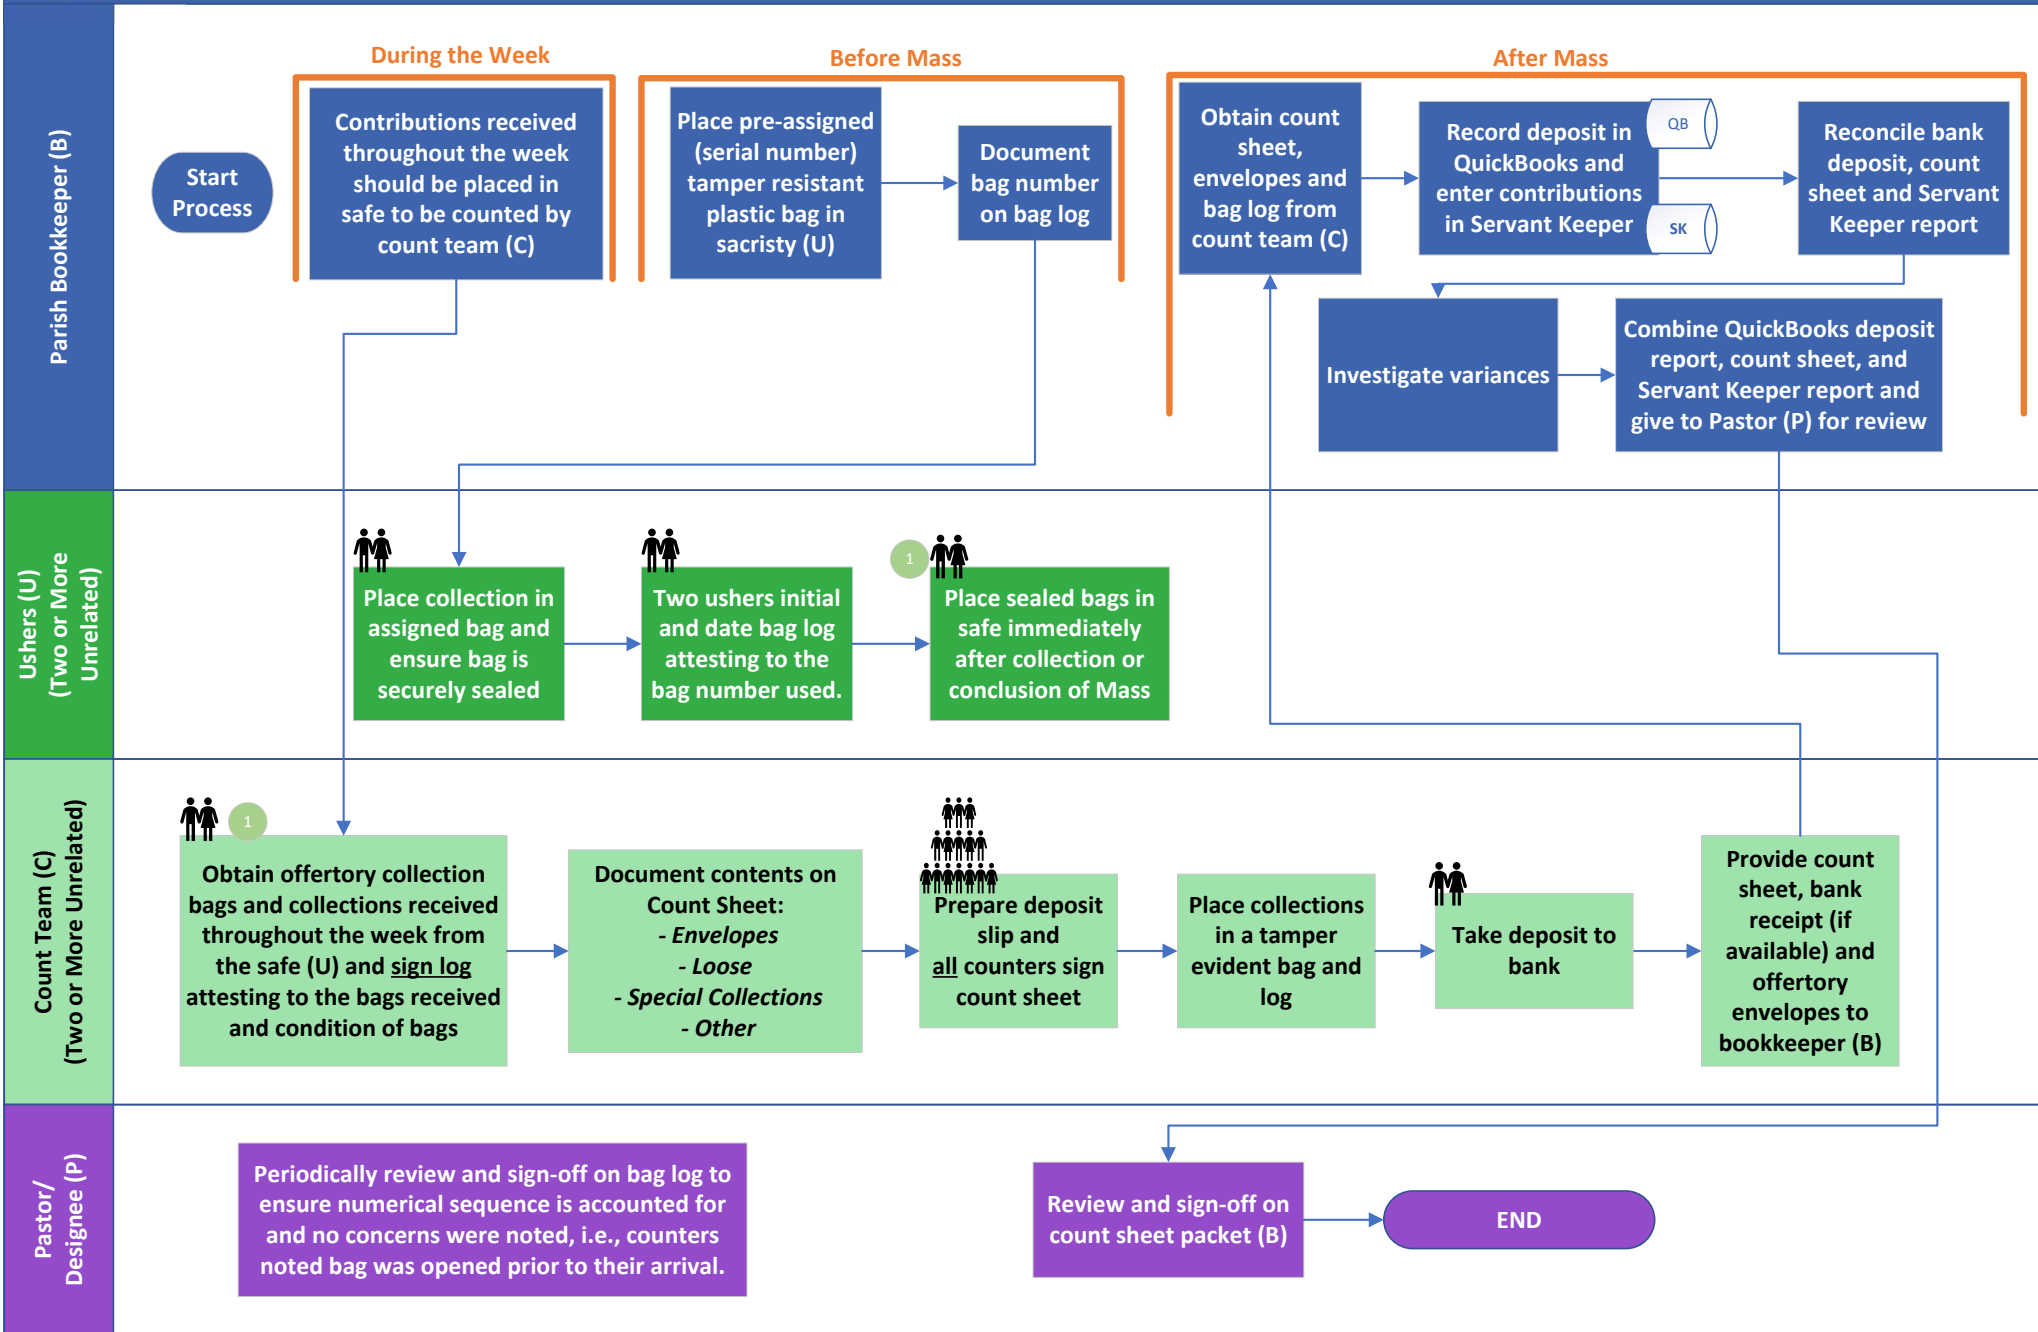 Parish Bookkeeper (B)
During the Week
Before Mass
After Mass
Start
Process
Contributions received
throughout the week
should be placed in
safe to be counted by
count team (C)
Place pre-assigned
(serial number)
tamper resistant
plastic bag in
sacristy (U)
Document
bag number
on bag log
Obtain count
sheet,
envelopes and
bag log from
count team (C)
Record deposit in
QuickBooks and
enter contributions
in Servant Keeper
QB
SK
Reconcile bank
deposit, count
sheet and Servant
Keeper report
Investigate variances
Combine QuickBooks deposit
report, count sheet, and
Servant Keeper report and
give to Pastor (P) for review
Ushers (U)
(Two or More
Unrelated)
Place collection in
assigned bag and
ensure bag is
securely sealed
Two ushers initial
and date bag log
attesting to the
bag number used.
1
Place sealed bags in
safe immediately
after collection or
conclusion of Mass
Count Team (C)
(Two or More Unrelated)
1
Obtain offertory collection
bags and collections received
throughout the week from
the safe (U) and sign log
attesting to the bags received
and condition of bags
Document contents on
Count Sheet:
- Envelopes
- Loose
- Special Collections
- Other
Prepare deposit
slip and
all counters sign
count sheet
Place collections
in a tamper
evident bag and
log
Take deposit to
bank
Provide count
sheet, bank
receipt (if
available) and
offertory
envelopes to
bookkeeper (B)
Pastor/
Designee (P)
Periodically review and sign-off on bag log to
ensure numerical sequence is accounted for
and no concerns were noted, i.e., counters
noted bag was opened prior to their arrival.
Review and sign-off on
count sheet packet (B)
END